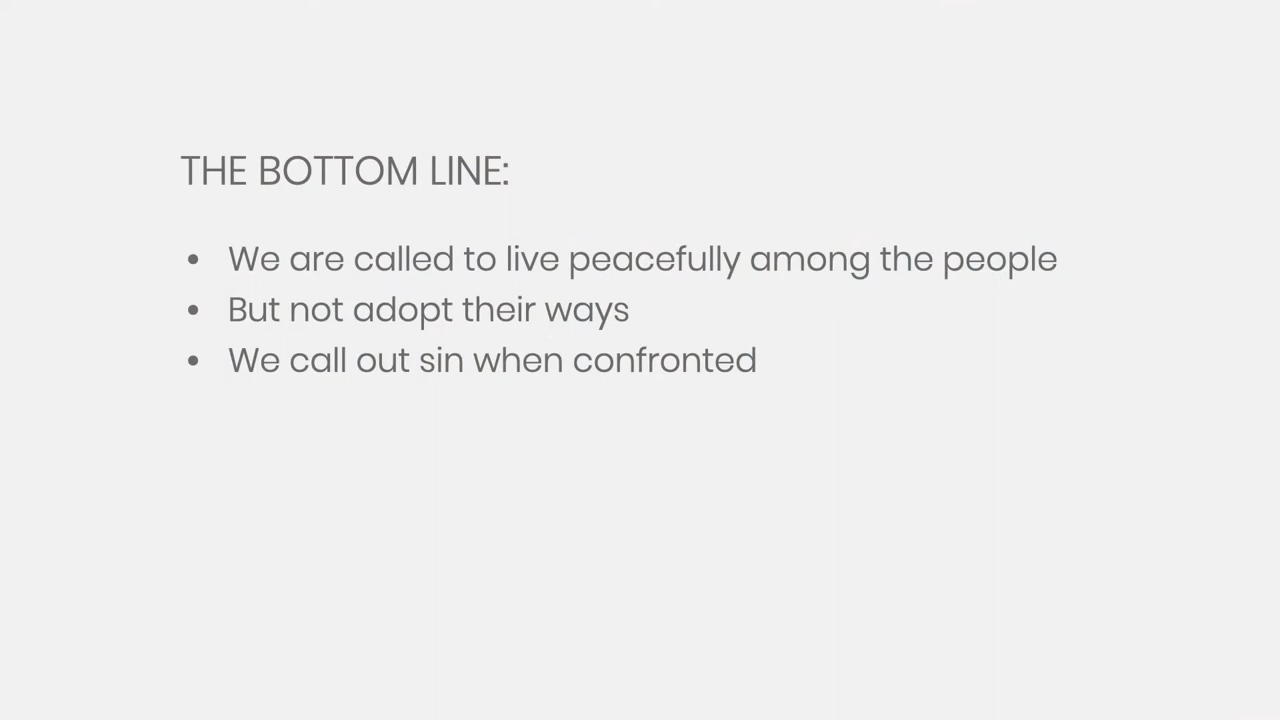 THE BOTTOM LINE:
• We are called to live peacefully among the people
• But not adopt their ways
• We call out sin when confronted